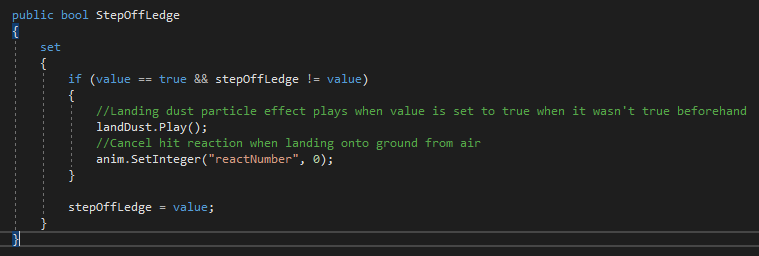 public bool StepOffLedge
{
set
{
if (value == true && stepOffLedge != value)
{
//Landing dust particle effect plays when value is set to true when it wasn't true beforehand
landDust.Play();
//Cancel hit reaction when landing onto ground from air
anim.SetInteger("reactNumber", 0);
}
stepOffLedge = value;
}
}